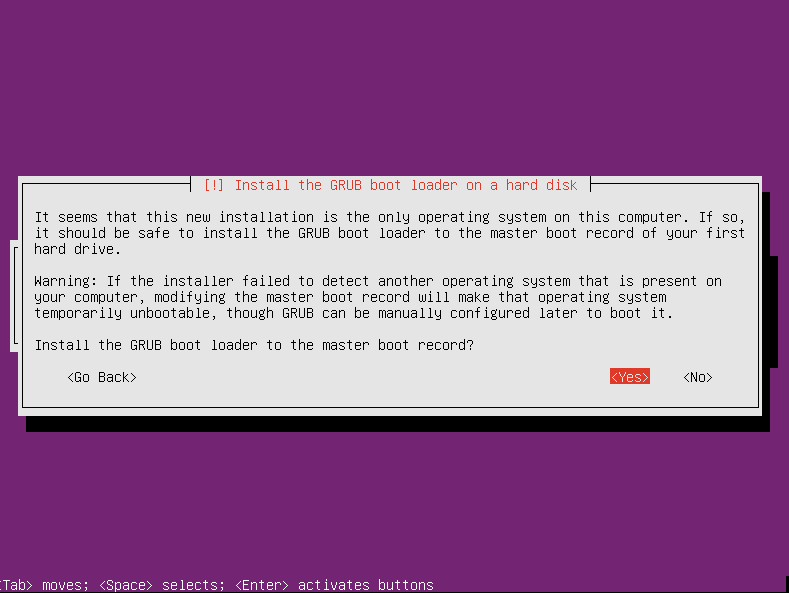 [!] Install the GRUB boot loader on a hard disk
It seems that this new installation is the only operating system on this computer. If so,
it should be safe to install the GRUB boot loader to the master boot record of your first
hard drive.
Warning: If the installer failed to detect another operating system that is present on
your computer, modifying the master boot record will make that operating system
temporarily unbootable, though GRUB can be manually configured later to boot it.
Install the GRUB boot loader to the master boot record?
<Go Back> <Yes> <No>
<Tab> moves; <Space> selects; <Enter> activates buttons